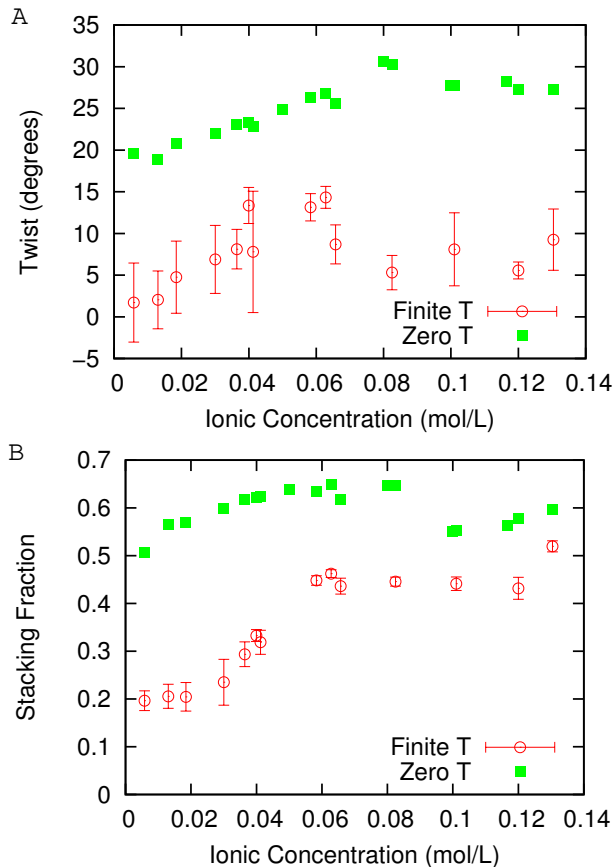 A
35
30
25
20
15
10
5
0
−5
Twist (degrees)
Finite T
Zero T
0 0.02 0.04 0.06 0.08 0.1 0.12 0.14
Ionic Concentration (mol/L)
B
0.7
0.6
0.5
0.4
0.3
0.2
0.1
0
Stacking Fraction
Finite T
Zero T
0 0.02 0.04 0.06 0.08 0.1 0.12 0.14
Ionic Concentration (mol/L)